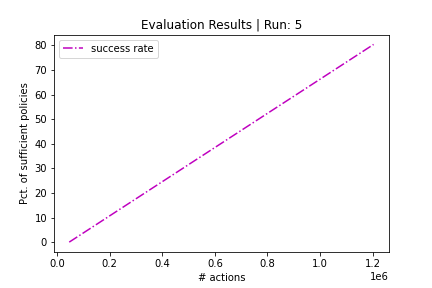 Evaluation Results | Run: 5
success rate
Pct. of sufficient policies
80
70
60
50
40
30
20
10
0
0.0 0.2 0.4 0.6 0.8 1.0 1.2
1e6
# actions